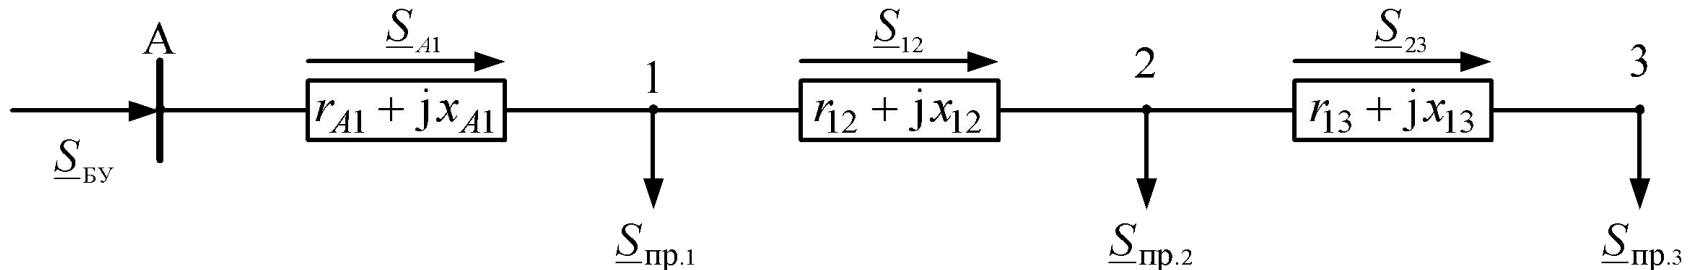 A S_A1 1 S_12 2 S_23 3
r_A1 + jx_A1 r_12 + jx_12 r_13 + jx_13
S_БУ
S_пр.1 S_пр.2 S_пр.3